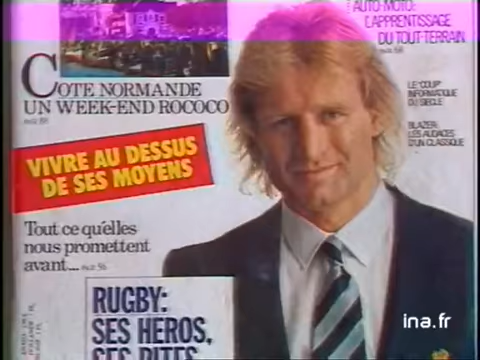 AUTO-MOTO:
L'APPRENTISSAGE
DU TOUT-TERRAIN
COTE NORMANDE
UN WEEK-END ROCOCO
LE "COUP"
INFORMATIQUE
DU SIECLE
BLAZER:
LES AUDACES
D'UN CLASSIQUE
VIVRE AU DESSUS
DE SES MOYENS
Tout ce qu'elles
nous promettent
avant...
RUGBY:
SES HEROS,
SES RITES
ina.fr